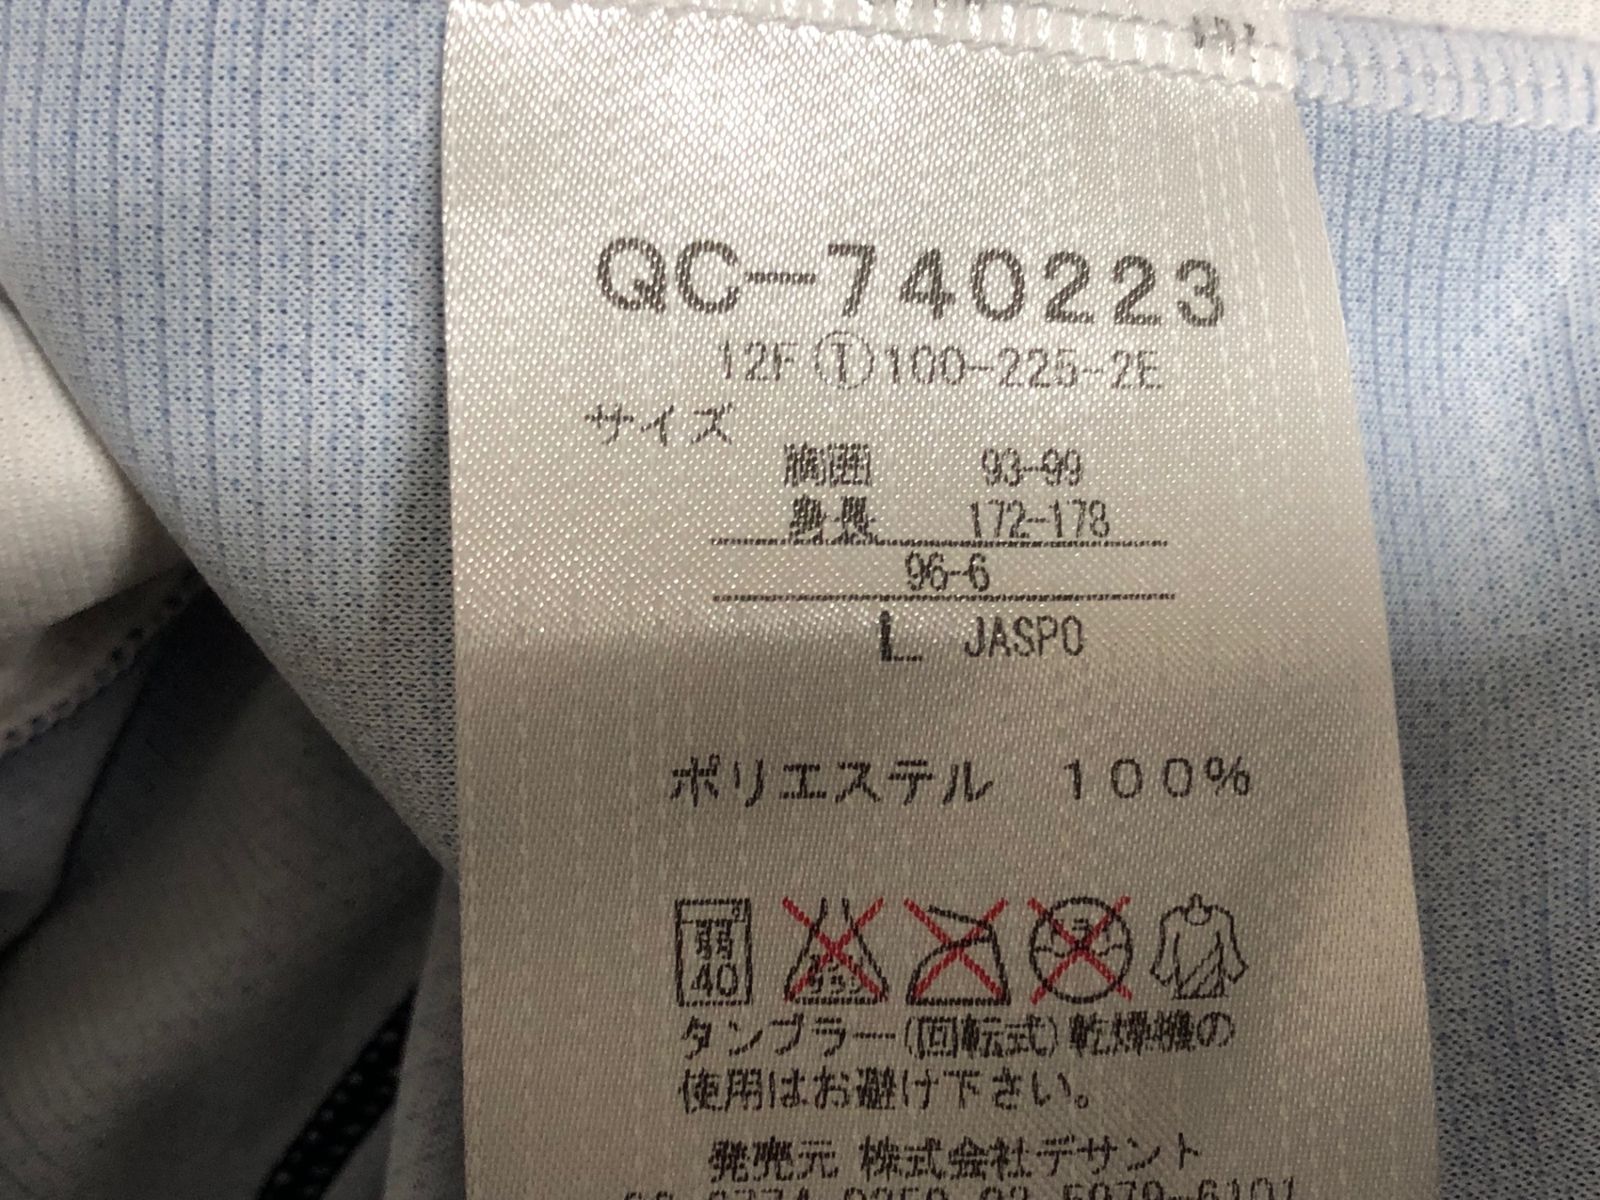 QC-740223
12F Ⓣ100-225-2E
サイズ
胸囲 93-99
身長 172-178
96-6
L JASPO
ポリエステル 100%
40
タンブラー(回転式)乾燥機の
使用はお避け下さい。
発売元 株式会社デサント